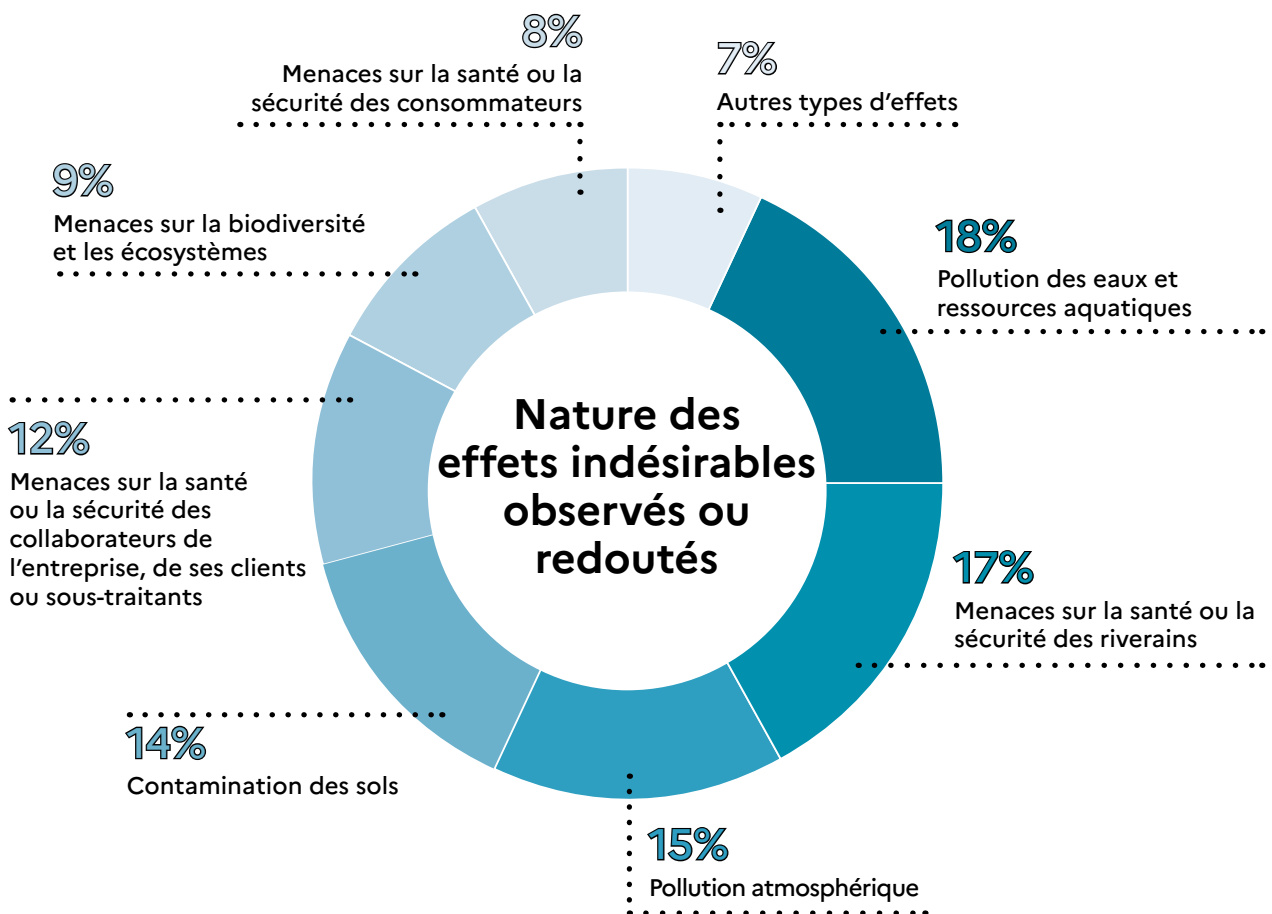 8%
Menaces sur la santé ou la
sécurité des consommateurs
7%
Autres types d’effets
9%
Menaces sur la biodiversité
et les écosystèmes
18%
Pollution des eaux et
ressources aquatiques
Nature des
effets indésirables
observés ou
redoutés
12%
Menaces sur la santé
ou la sécurité des
collaborateurs de
l’entreprise, de ses clients
ou sous-traitants
17%
Menaces sur la santé ou la
sécurité des riverains
14%
Contamination des sols
15%
Pollution atmosphérique